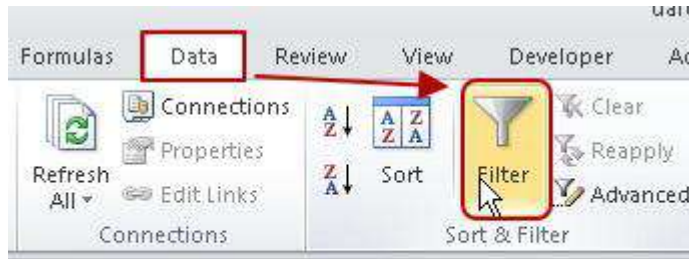 Formulas Data Review View Developer
Refresh All
Connections
Properties
Edit Links
Connections
A Z
Z A
A Z Z A
Sort
Filter
Clear
Reapply
Advanced
Sort & Filter